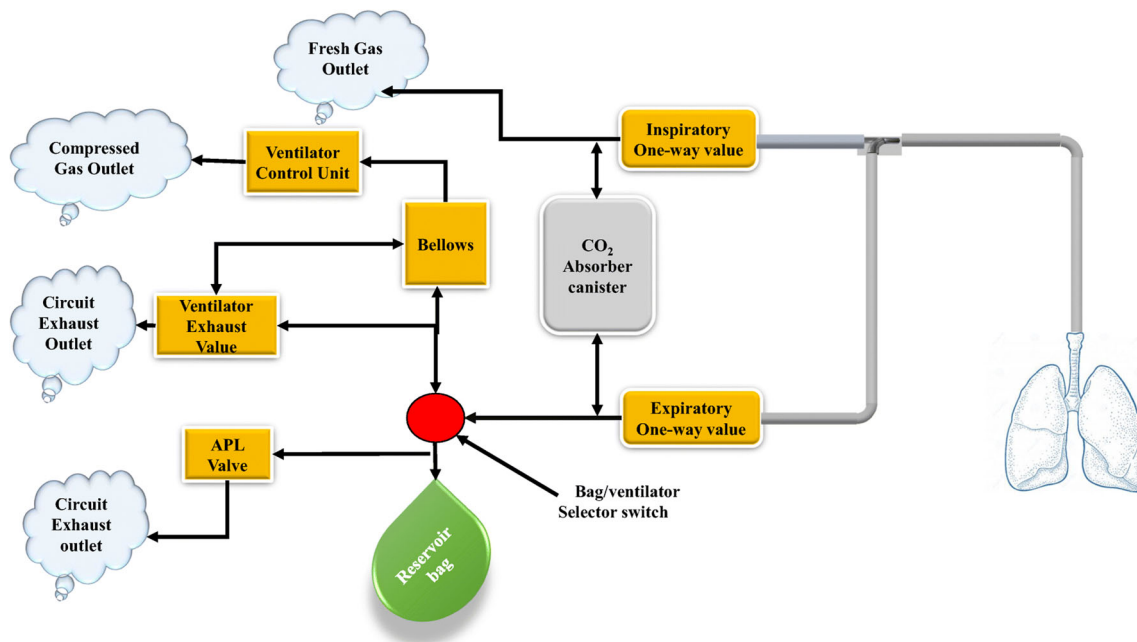 Fresh Gas
Outlet
Compressed
Gas Outlet
Ventilator
Control Unit
Inspiratory
One-way value
Bellows
CO₂
Absorber
canister
Circuit
Exhaust
Outlet
Ventilator
Exhaust
Value
Expiratory
One-way value
APL
Valve
Bag/ventilator
Selector switch
Circuit
Exhaust
outlet
Reservoir
bag